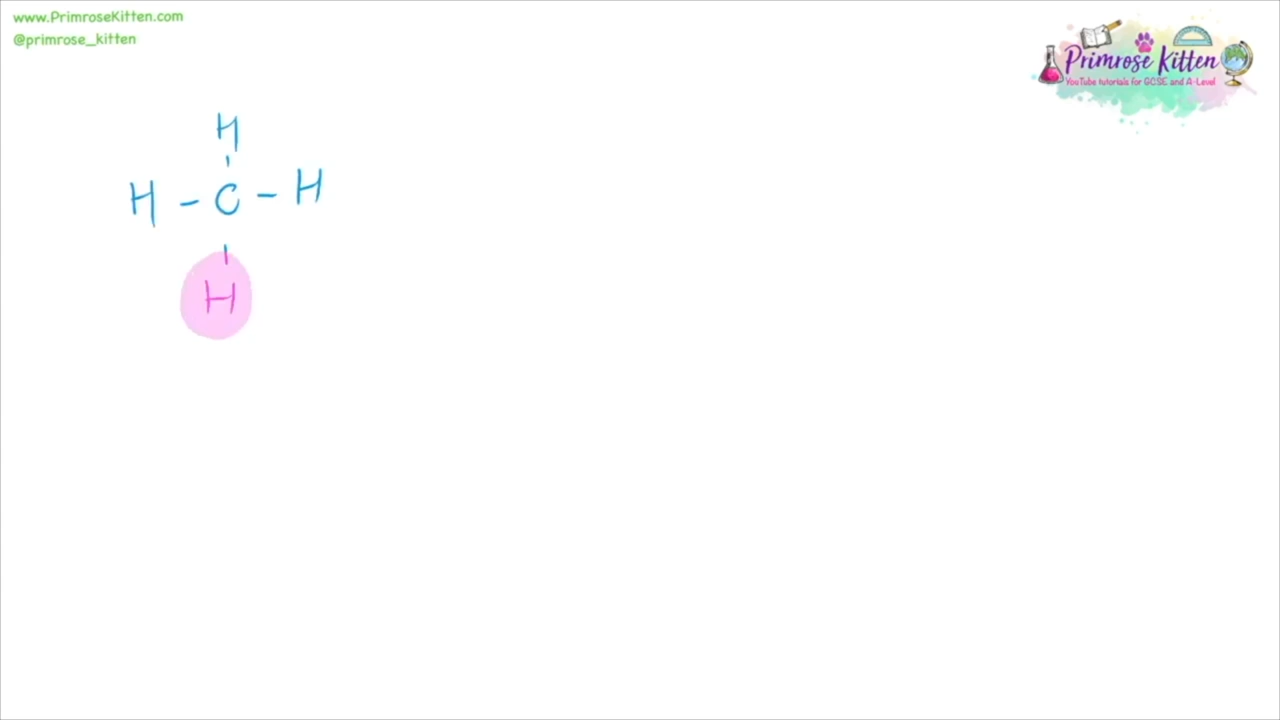 www.PrimroseKitten.com
@primrose_kitten
Primrose Kitten
YouTube tutorials for GCSE and A-Level
H
H - C - H
H